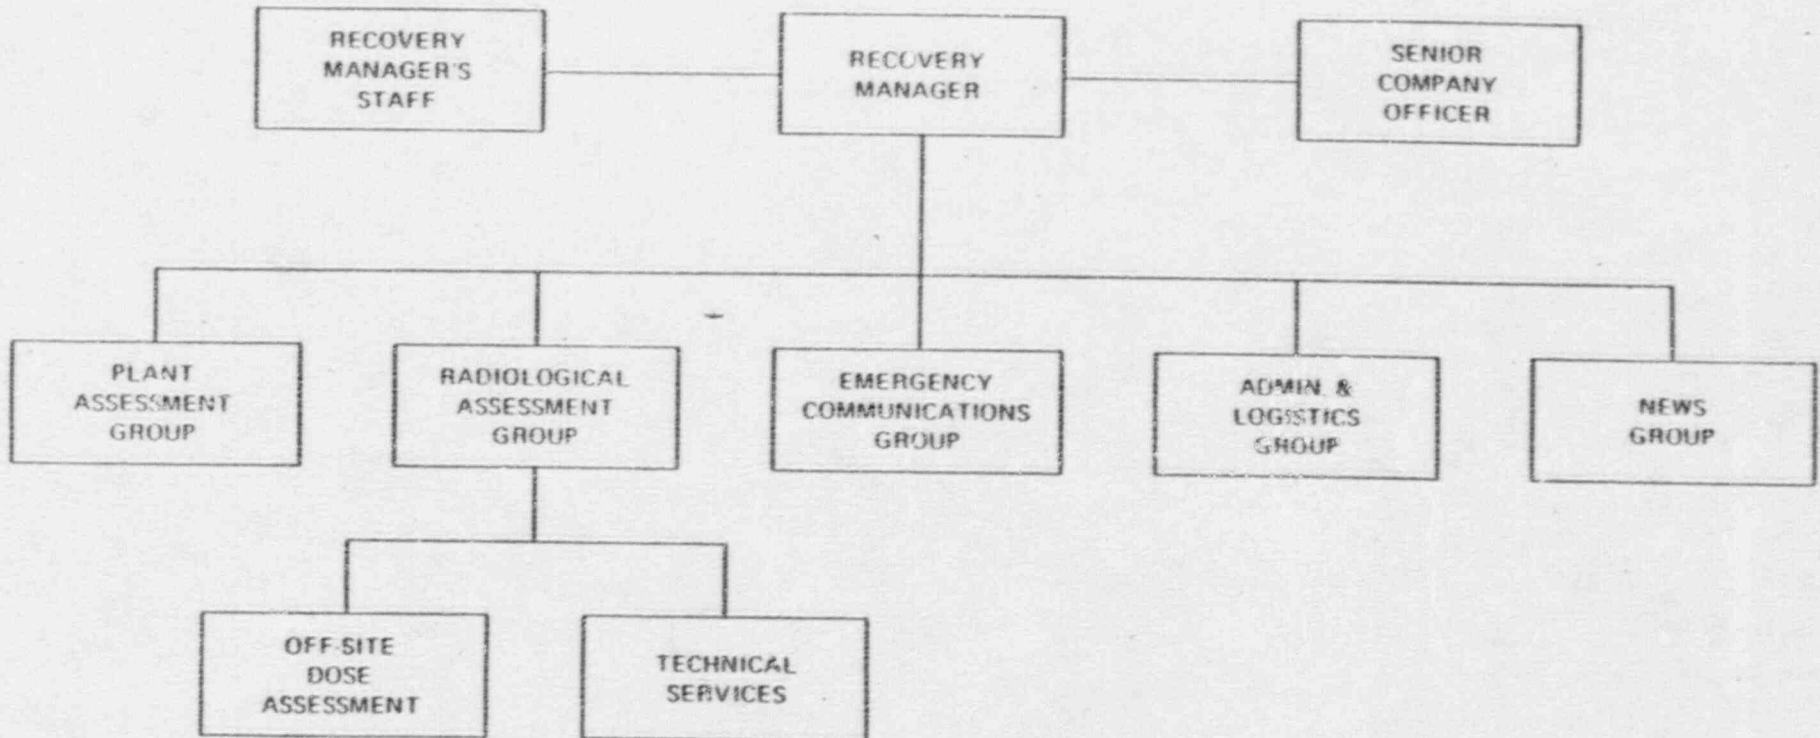 RECOVERY
MANAGER'S
STAFF
RECOVERY
MANAGER
SENIOR
COMPANY
OFFICER
PLANT
ASSESSMENT
GROUP
RADIOLOGICAL
ASSESSMENT
GROUP
EMERGENCY
COMMUNICATIONS
GROUP
ADMIN. &
LOGISTICS
GROUP
NEWS
GROUP
OFF-SITE
DOSE
ASSESSMENT
TECHNICAL
SERVICES